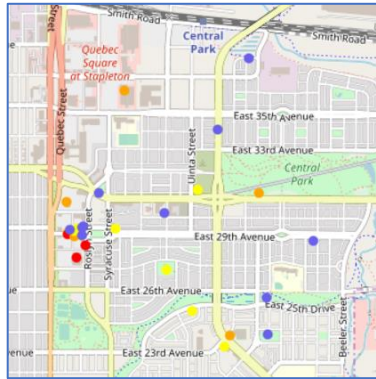 Street
Smith Road
Central
Park
Smith Road
Quebec
Square
at Stapleton
Quebec Street
East 35th Av
Uinta Street
East 33rd Avenue
Central
Park
Syracuse Street
East 29th Avenue
East 26th Avenue
East 25th Drive
Beeler Street
East 23rd Avenue
venue